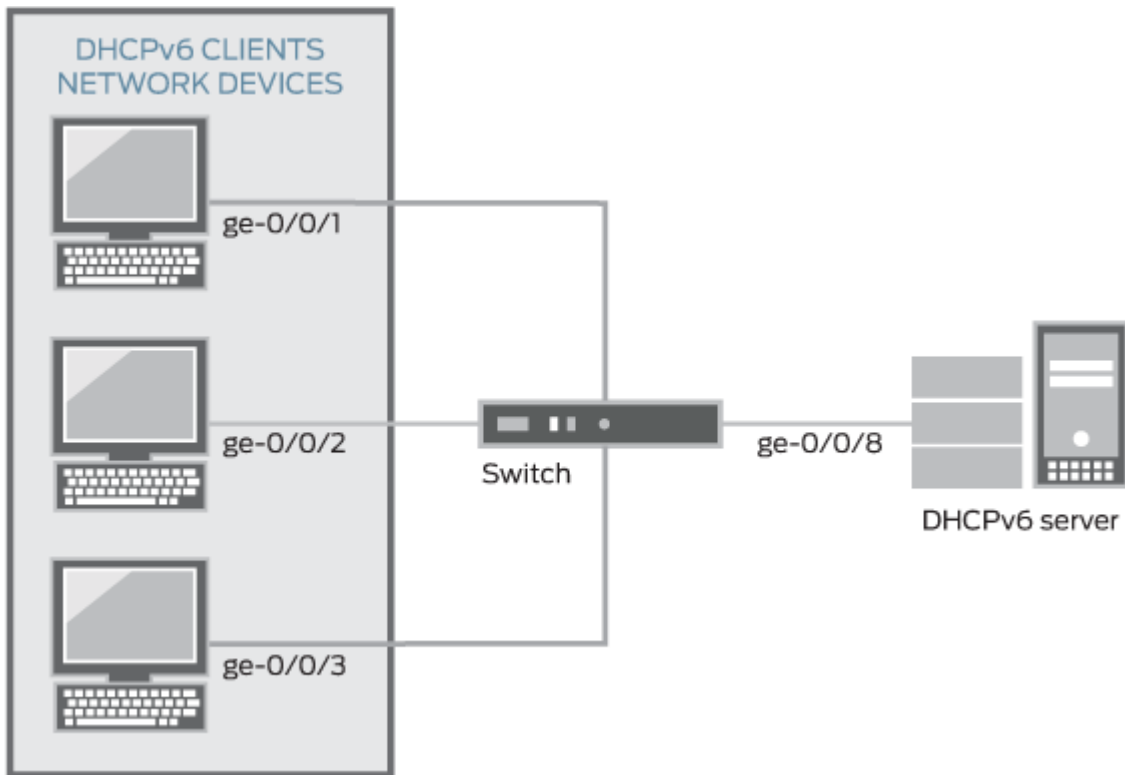 DHCPv6 CLIENTS
NETWORK DEVICES
ge-0/0/1
ge-0/0/2
ge-0/0/3
Switch
ge-0/0/8
DHCPv6 server